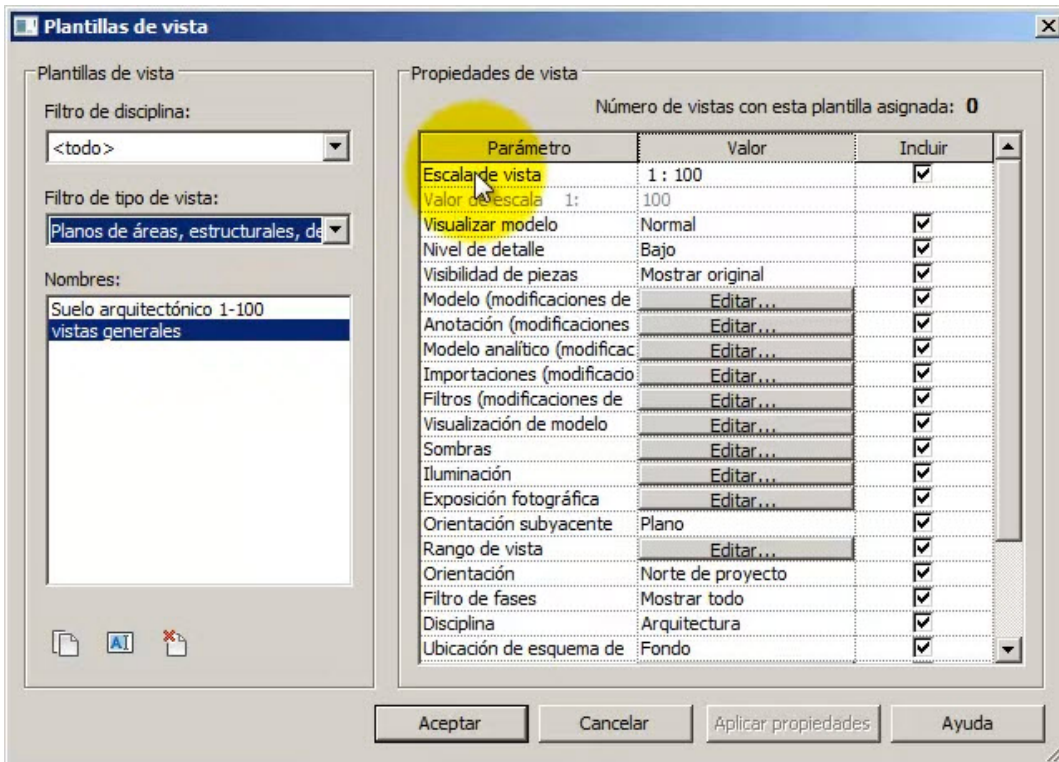 Plantillas de vista
Plantillas de vista
Filtro de disciplina:
<todo>
Filtro de tipo de vista:
Planos de áreas, estructurales, de
Nombres:
Suelo arquitectónico 1-100
vistas generales
Propiedades de vista
Número de vistas con esta plantilla asignada: 0
Parámetro Valor Incluir
Escala de vista 1 : 100
Valor de escala 1: 100
Visualizar modelo Normal
Nivel de detalle Bajo
Visibilidad de piezas Mostrar original
Modelo (modificaciones de Editar...
Anotación (modificaciones Editar...
Modelo analítico (modificac Editar...
Importaciones (modificacio Editar...
Filtros (modificaciones de Editar...
Visualización de modelo Editar...
Sombras Editar...
Iluminación Editar...
Exposición fotográfica Editar...
Orientación subyacente Plano
Rango de vista Editar...
Orientación Norte de proyecto
Filtro de fases Mostrar todo
Disciplina Arquitectura
Ubicación de esquema de Fondo
Aceptar Cancelar Aplicar propiedades Ayuda